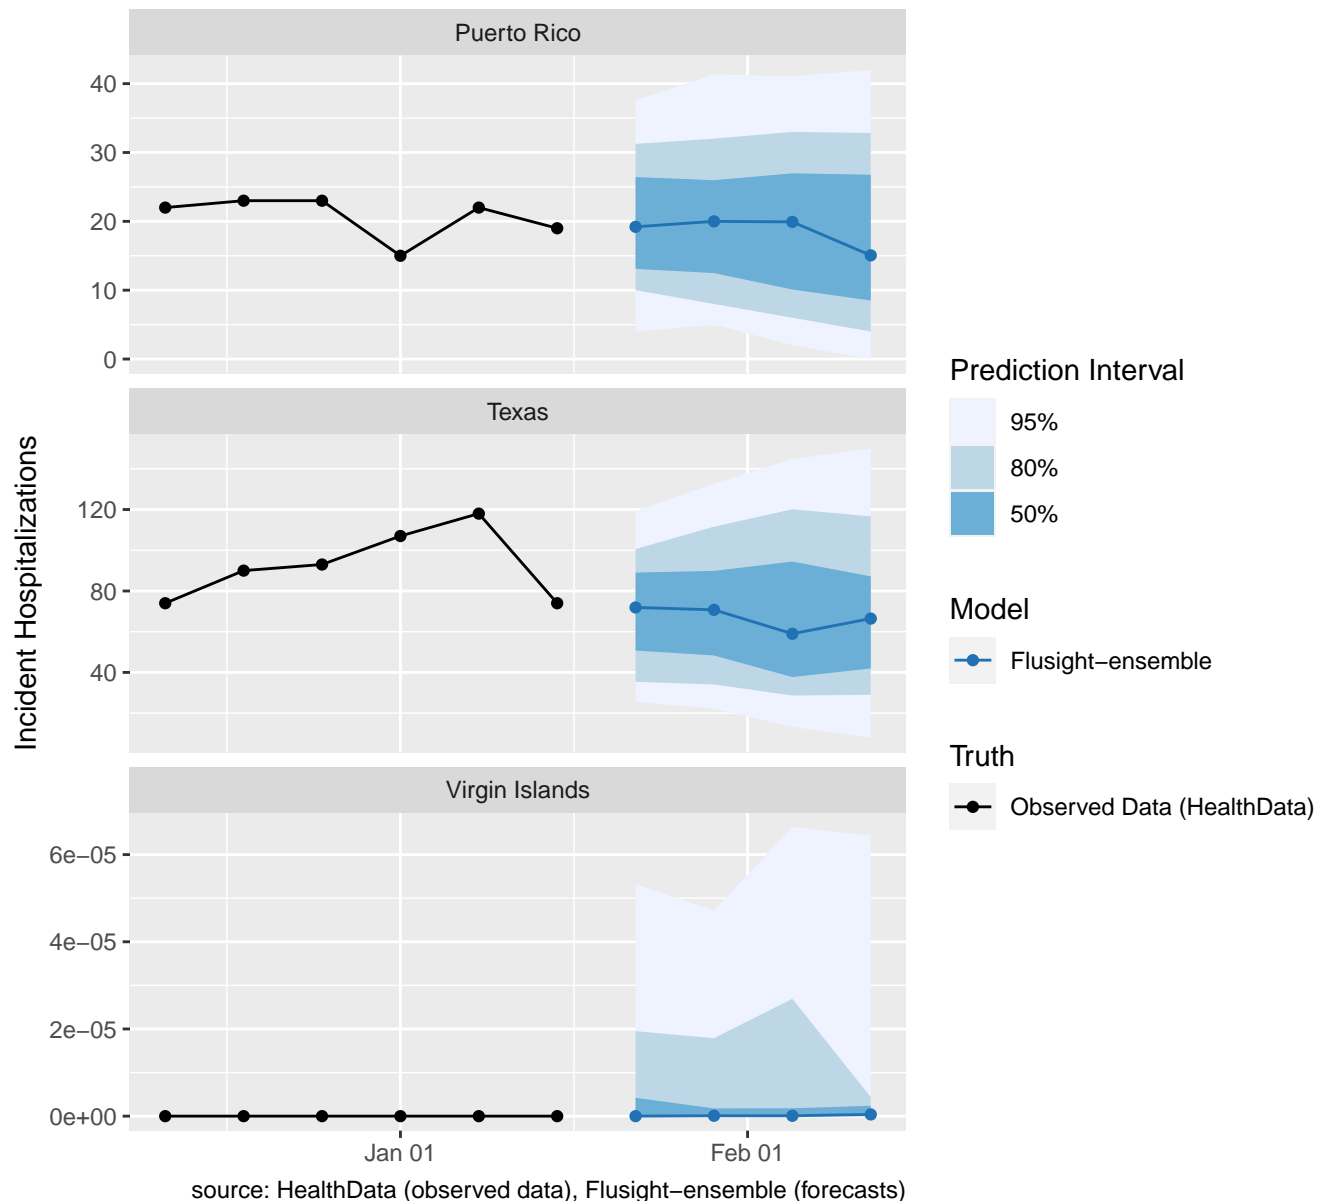 Puerto Rico
40
30
20
10
0
Texas
120
80
40
Virgin Islands
6e−05
4e−05
2e−05
0e+00
Jan 01
Feb 01
Incident Hospitalizations
source: HealthData (observed data), Flusight−ensemble (forecasts)
Prediction Interval
95%
80%
50%
Model
Flusight−ensemble
Truth
Observed Data (HealthData)